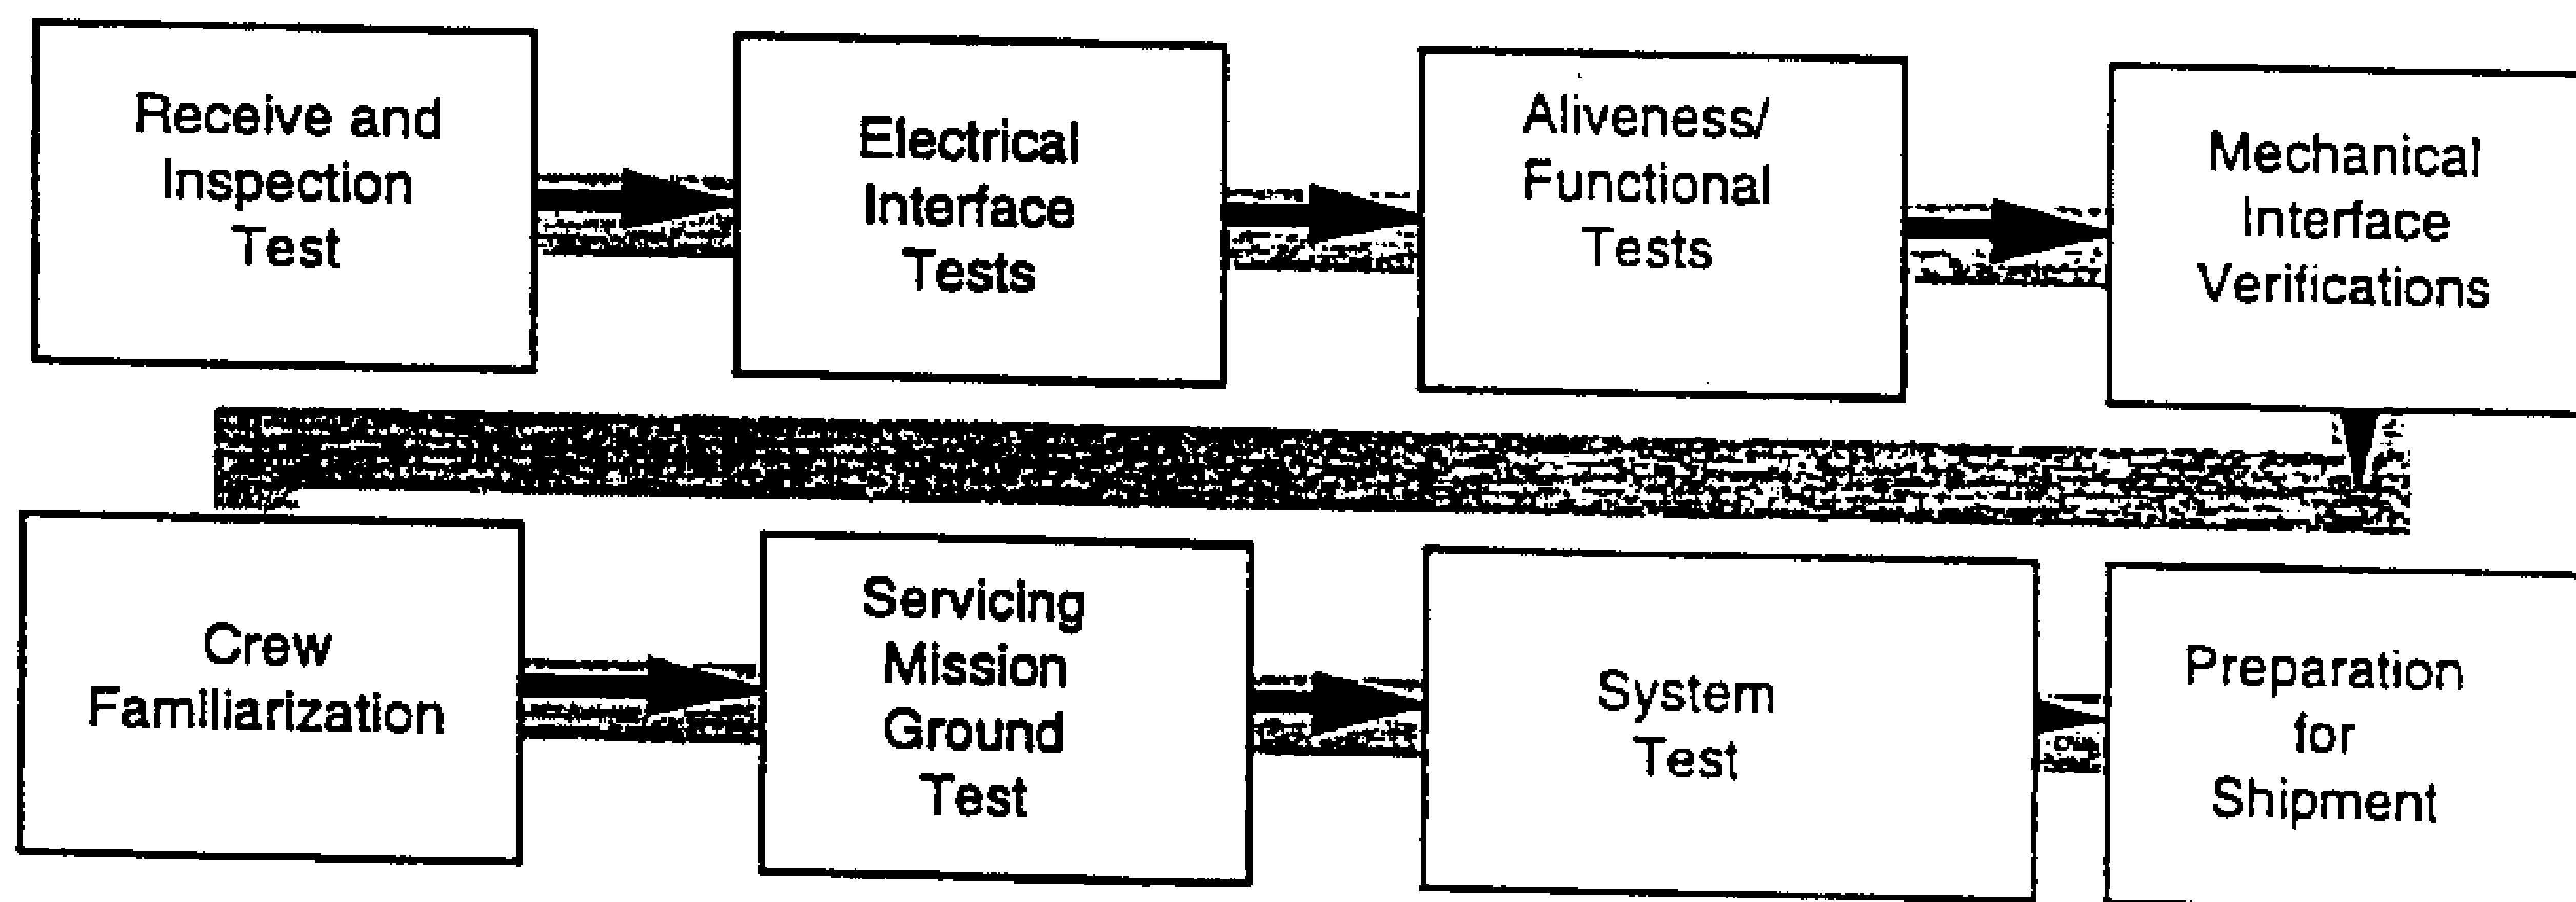 Receive and
Inspection
Test
Electrical
Interface
Tests
Aliveness/
Functional
Tests
Mechanical
Interface
Verifications
Crew
Familiarization
Servicing
Mission
Ground
Test
System
Test
Preparation
for
Shipment